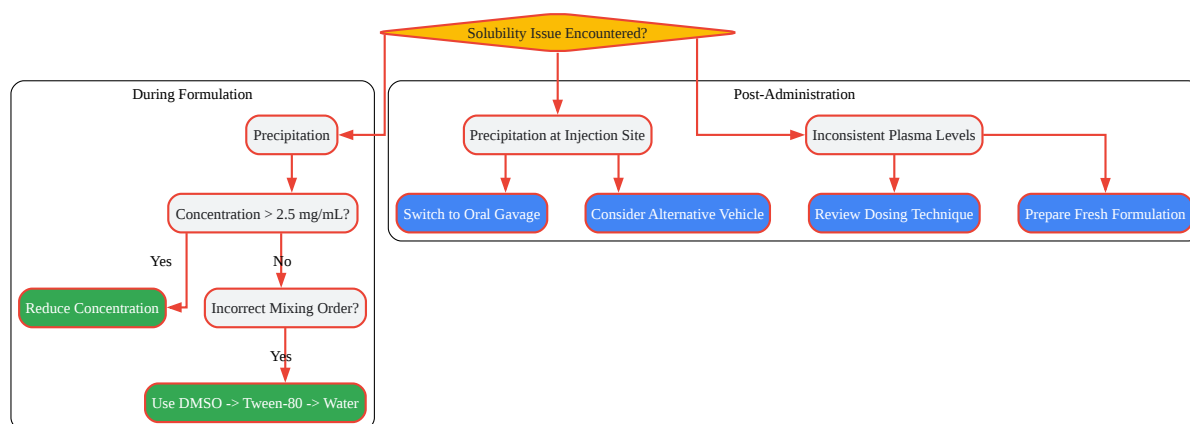 Solubility Issue Encountered?
During Formulation
Post-Administration
Precipitation
Precipitation at Injection Site
Inconsistent Plasma Levels
Concentration > 2.5 mg/mL?
Switch to Oral Gavage
Consider Alternative Vehicle
Review Dosing Technique
Prepare Fresh Formulation
Yes
No
Reduce Concentration
Incorrect Mixing Order?
Yes
Use DMSO -> Tween-80 -> Water